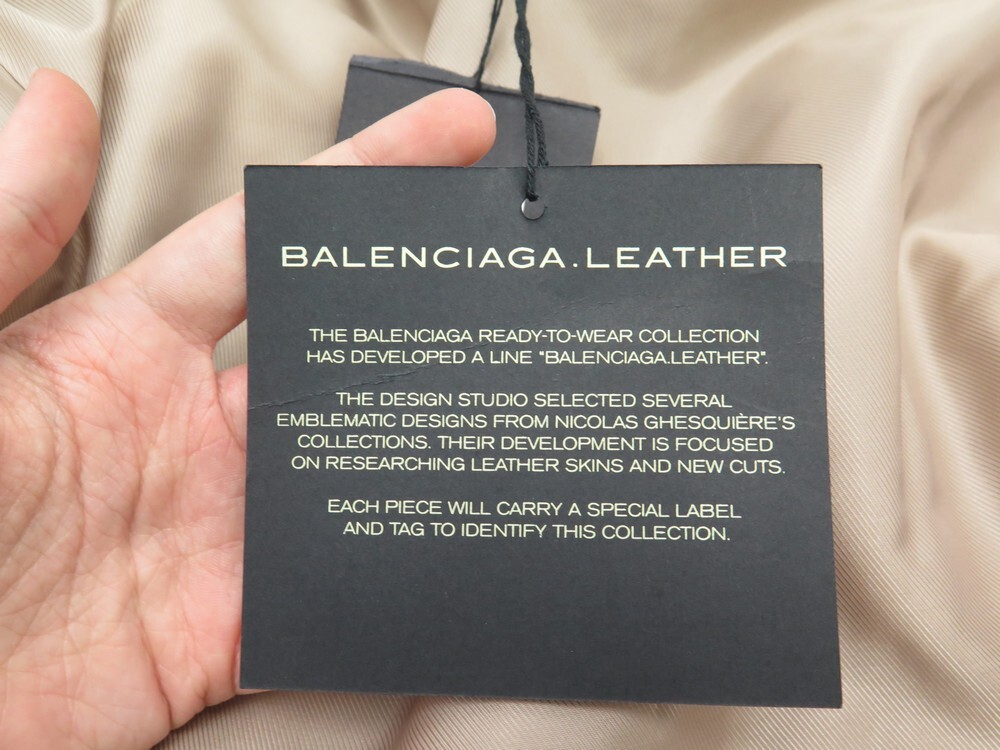 BALENCIAGA.LEATHER
THE BALENCIAGA READY-TO-WEAR COLLECTION
HAS DEVELOPED A LINE "BALENCIAGA.LEATHER".
THE DESIGN STUDIO SELECTED SEVERAL
EMBLEMATIC DESIGNS FROM NICOLAS GHESQUIÈRE'S
COLLECTIONS. THEIR DEVELOPMENT IS FOCUSED
ON RESEARCHING LEATHER SKINS AND NEW CUTS.
EACH PIECE WILL CARRY A SPECIAL LABEL
AND TAG TO IDENTIFY THIS COLLECTION.